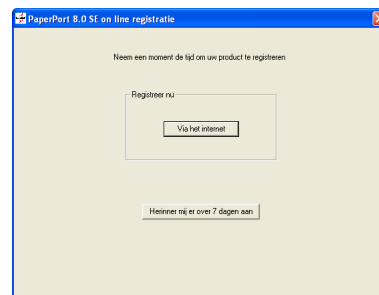 PaperPort 8.0 SE on line registratie
Neem een moment de tijd om uw product te registreren
Registreer nu
Via het internet
Herinner mij er over 7 dagen aan